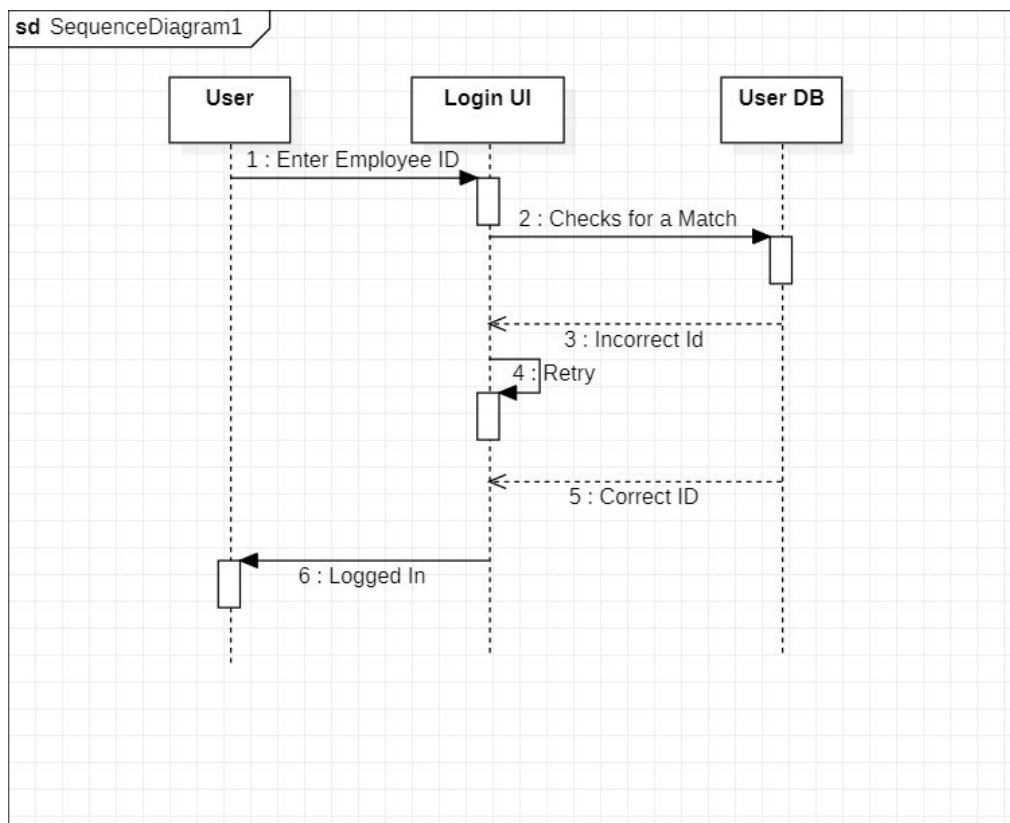 sd SequenceDiagram1
User
Login UI
User DB
1 : Enter Employee ID
2 : Checks for a Match
3 : Incorrect Id
4 : Retry
5 : Correct ID
6 : Logged In